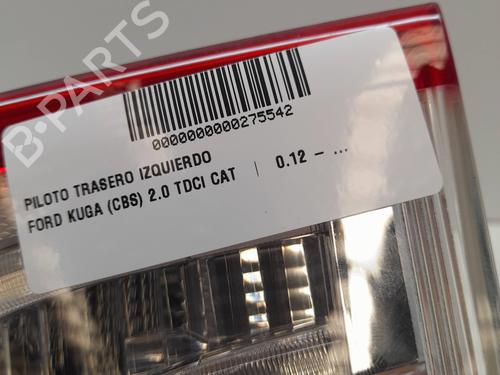 0000000000275542
PILOTO TRASERO IZQUIERDO
FORD KUGA (CBS) 2.0 TDCI CAT | 0.12 - ...
B-PARTS